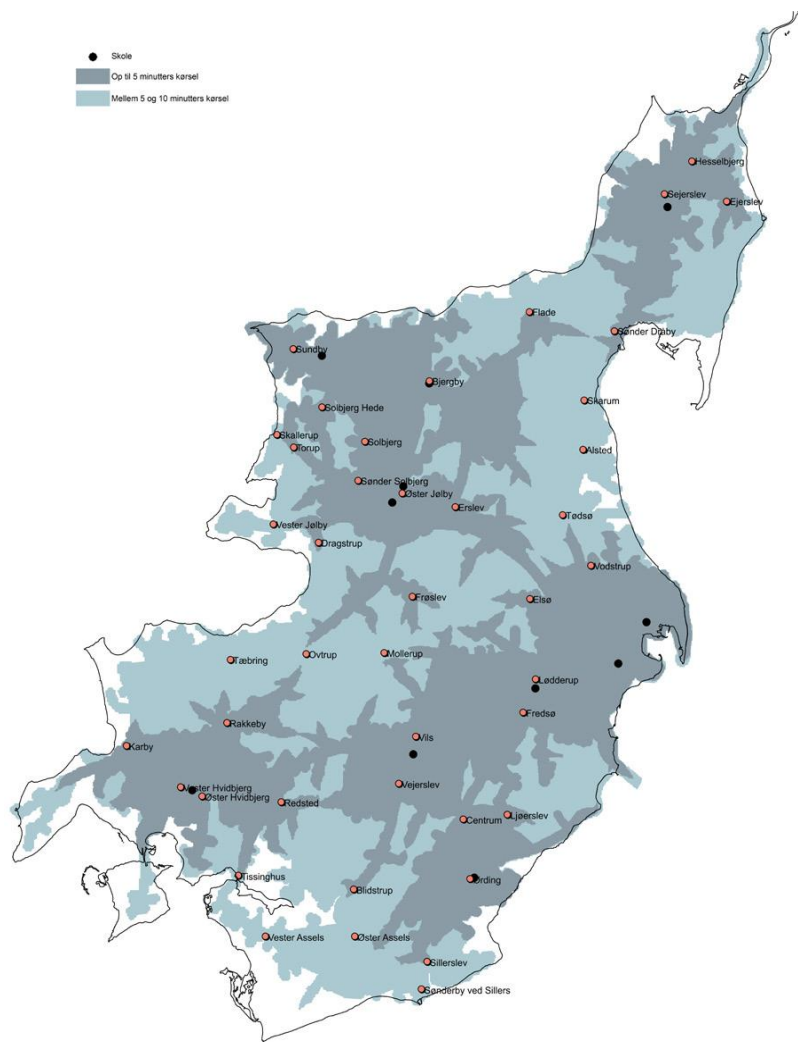 Skole
Op til 5 minutters kørsel
Mellem 5 og 10 minutters kørsel
Hesselbjerg
Sejerslev
Ejerslev
Flade
Sønder Dråby
Sundby
Bjergby
Skarum
Solbjerg Hede
Skallerup
Solbjerg
Torup
Alsted
Sønder Solbjerg
Øster Jølby
Erslev
Tødsø
Vester Jølby
Dragstrup
Vodstrup
Frøslev
Elsø
Ovtrup
Mollerup
Tæbring
Lødderup
Fredsø
Rakkeby
Vils
Karby
Vejerslev
Vester Hvidbjerg
Øster Hvidbjerg
Redsted
Ljøerslev
Centrum
Tissinghus
Ørding
Blidstrup
Vester Assels
Øster Assels
Sillerslev
Sønderby ved Sillers